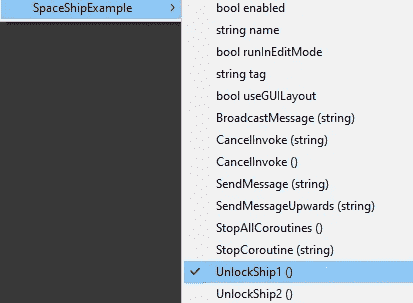 SpaceShipExample
bool enabled
string name
bool runInEditMode
string tag
bool useGUILayout
BroadcastMessage (string)
CancelInvoke (string)
CancelInvoke ()
SendMessage (string)
SendMessageUpwards (string)
StopAllCoroutines ()
StopCoroutine (string)
UnlockShip1 ()
UnlockShip2 ()